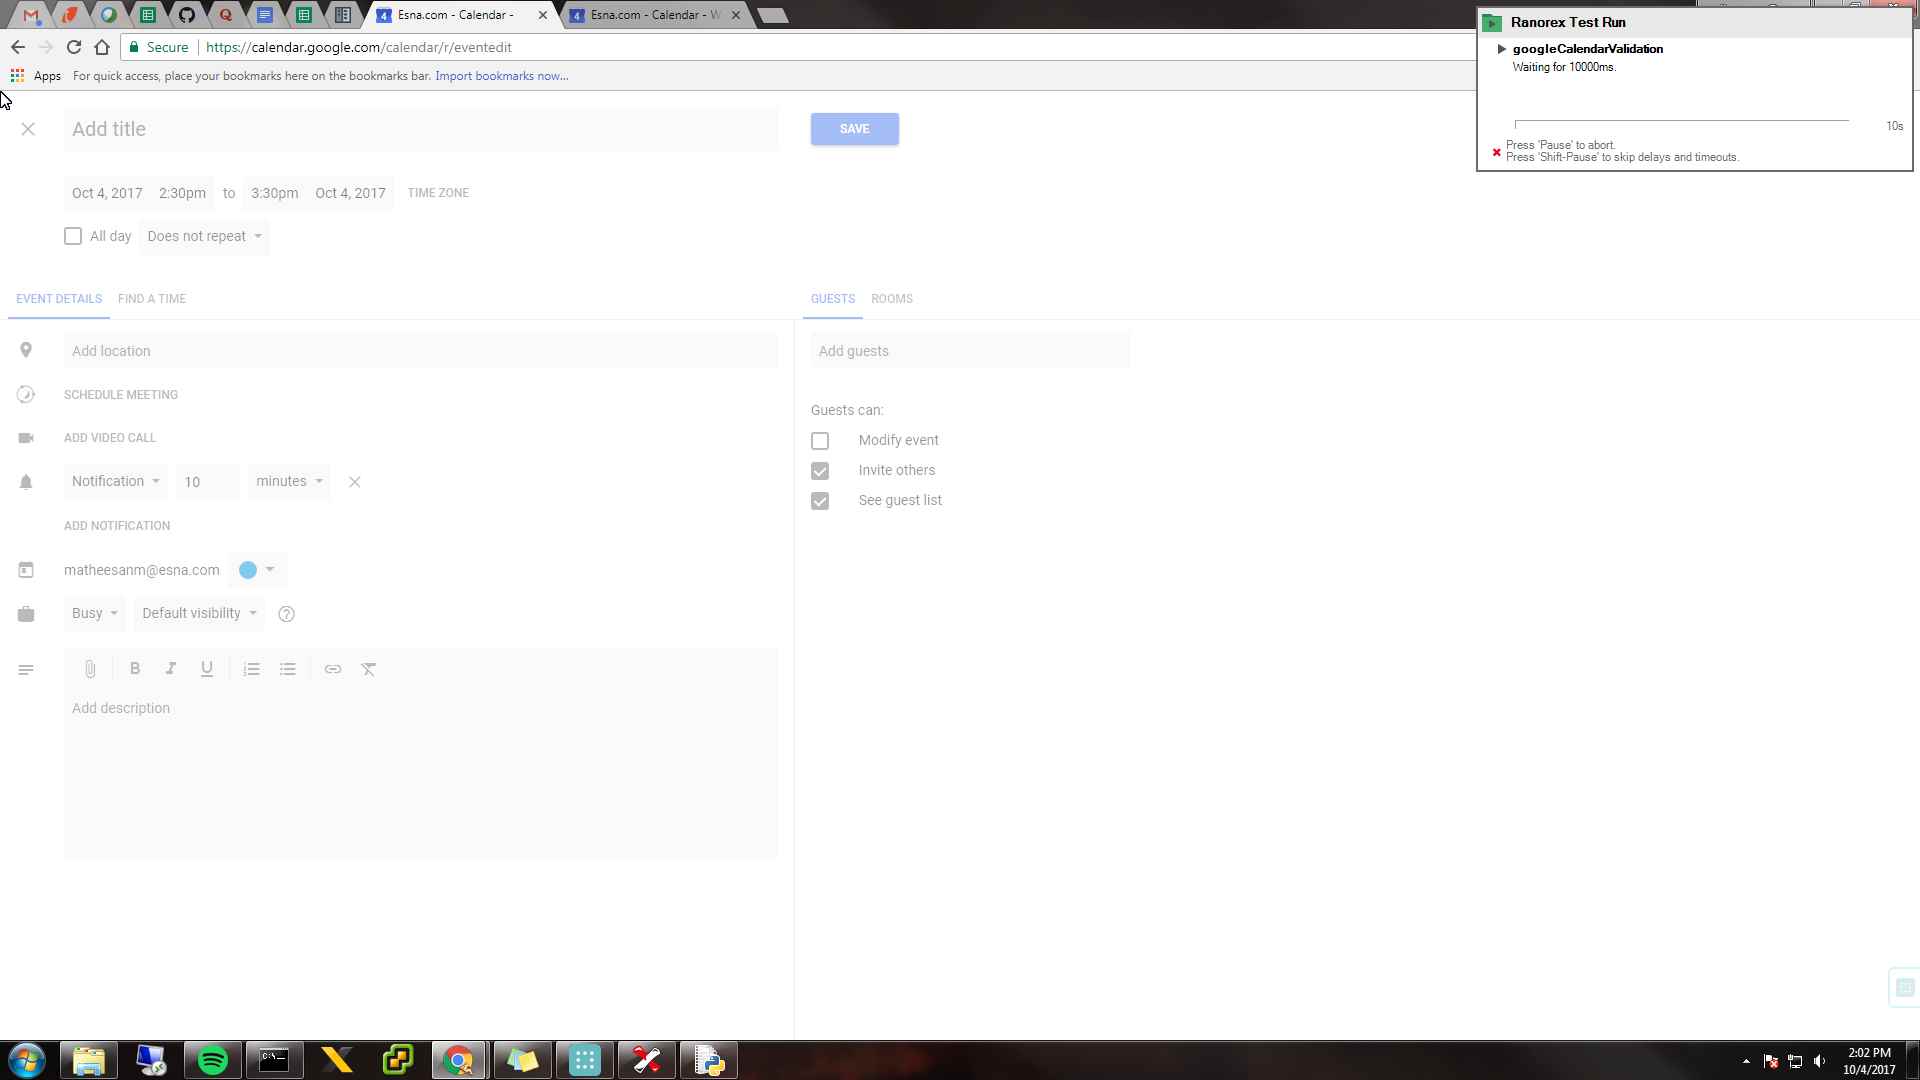 Esna.com - Calendar -
Esna.com - Calendar - W
Secure
https://calendar.google.com/calendar/r/eventedit
Apps
For quick access, place your bookmarks here on the bookmarks bar.
Import bookmarks now...
Ranorex Test Run
googleCalendarValidation
Waiting for 10000ms.
10s
Press 'Pause' to abort.
Press 'Shift-Pause' to skip delays and timeouts.
Add title
SAVE
Oct 4, 2017 2:30pm to 3:30pm Oct 4, 2017 TIME ZONE
All day Does not repeat
EVENT DETAILS FIND A TIME
GUESTS ROOMS
Add location
Add guests
SCHEDULE MEETING
Guests can:
ADD VIDEO CALL
Modify event
Invite others
Notification 10 minutes
See guest list
ADD NOTIFICATION
matheesanm@esna.com
Busy Default visibility
Add description
2:02 PM
10/4/2017